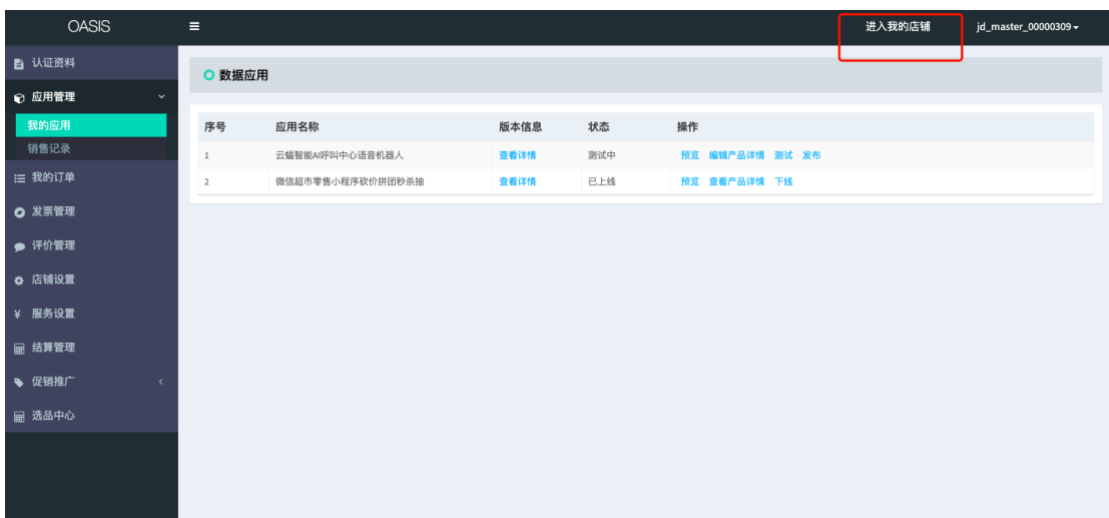 OASIS
进入我的店铺 jd_master_00000309
认证资料
应用管理
我的应用
销售记录
我的订单
发票管理
评价管理
店铺设置
¥ 服务设置
结算管理
促销推广
选品中心
数据应用
序号 应用名称 版本信息 状态 操作
1 云蝠智能AI呼叫中心语音机器人 查看详情 测试中 预览 编辑产品详情 测试 发布
2 微信超市零售小程序砍价拼团秒杀抽 查看详情 已上线 预览 查看产品详情 下线